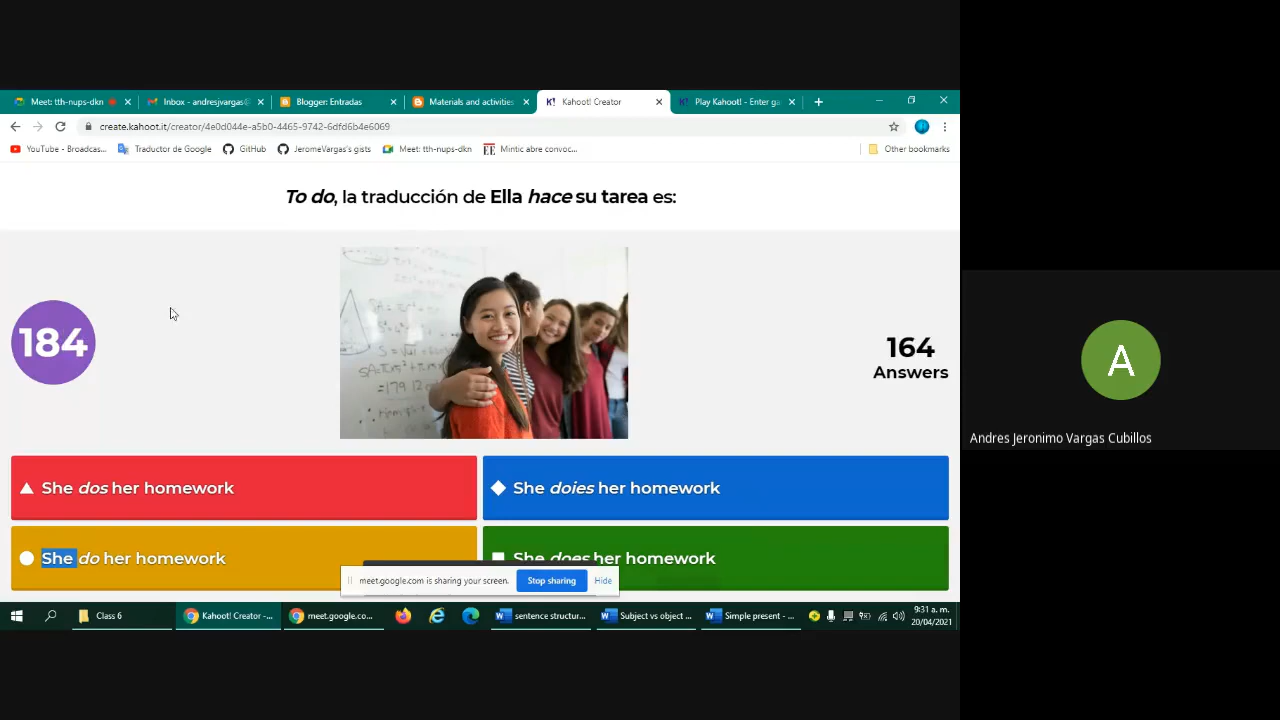 Meet: tth-nups-dkn
Inbox - andresjvargas@
Blogger: Entradas
Materials and activities
K! Kahoot! Creator
K! Play Kahoot! - Enter ga
create.kahoot.it/creator/4e0d044e-a5b0-4465-9742-6dfd6b4e6069
YouTube - Broadcas...
Traductor de Google
GitHub
JeromeVargas's gists
Meet: tth-nups-dkn
Mintic abre convoc...
Other bookmarks
To do, la traducción de Ella hace su tarea es:
184
164
Answers
She dos her homework
She doies her homework
She do her homework
She does her homework
meet.google.com is sharing your screen.
Stop sharing
Hide
Class 6
Kahoot! Creator -...
meet.google.co...
sentence structur...
Subject vs object ...
Simple present - ...
9:31 a. m.
20/04/2021
A
Andres Jeronimo Vargas Cubillos